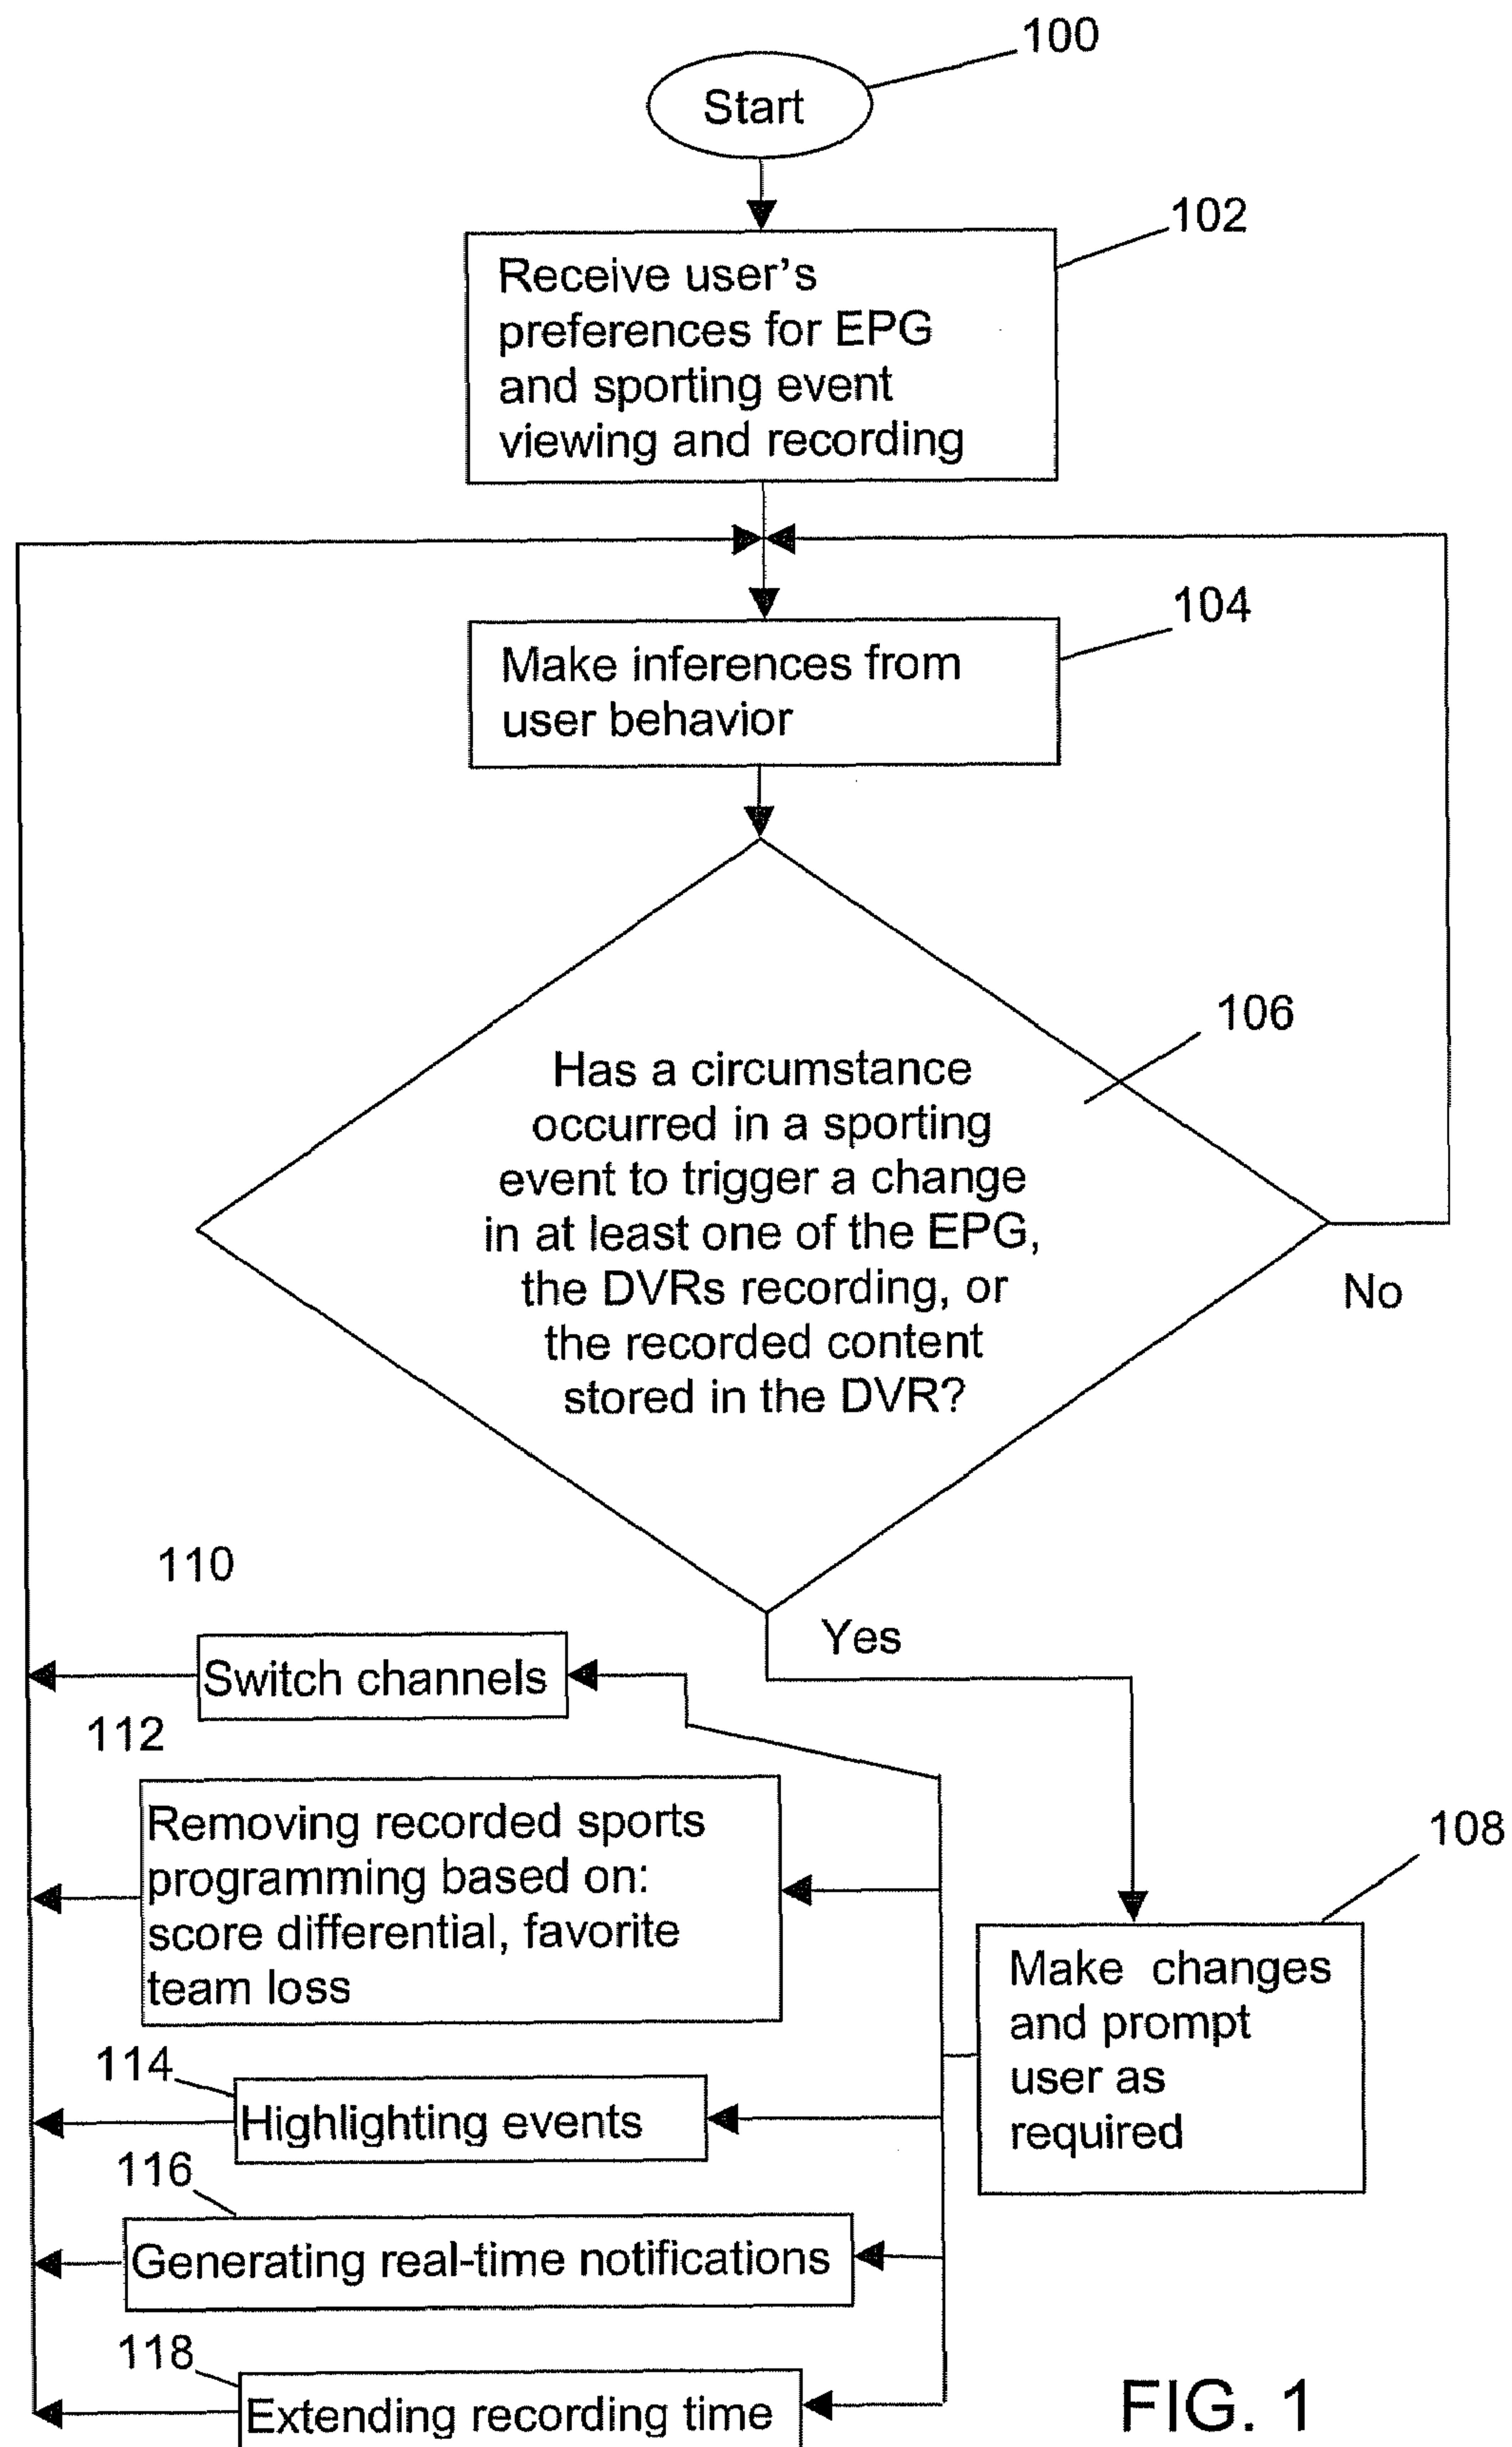 100
Start
102
Receive user's
preferences for EPG
and sporting event
viewing and recording
104
Make inferences from
user behavior
106
Has a circumstance
occurred in a sporting
event to trigger a change
in at least one of the EPG,
the DVRs recording, or
the recorded content
stored in the DVR?
No
Yes
110
Switch channels
112
Removing recorded sports
programming based on:
score differential, favorite
team loss
108
Make changes
and prompt
user as
required
114
Highlighting events
116
Generating real-time notifications
118
Extending recording time
FIG. 1